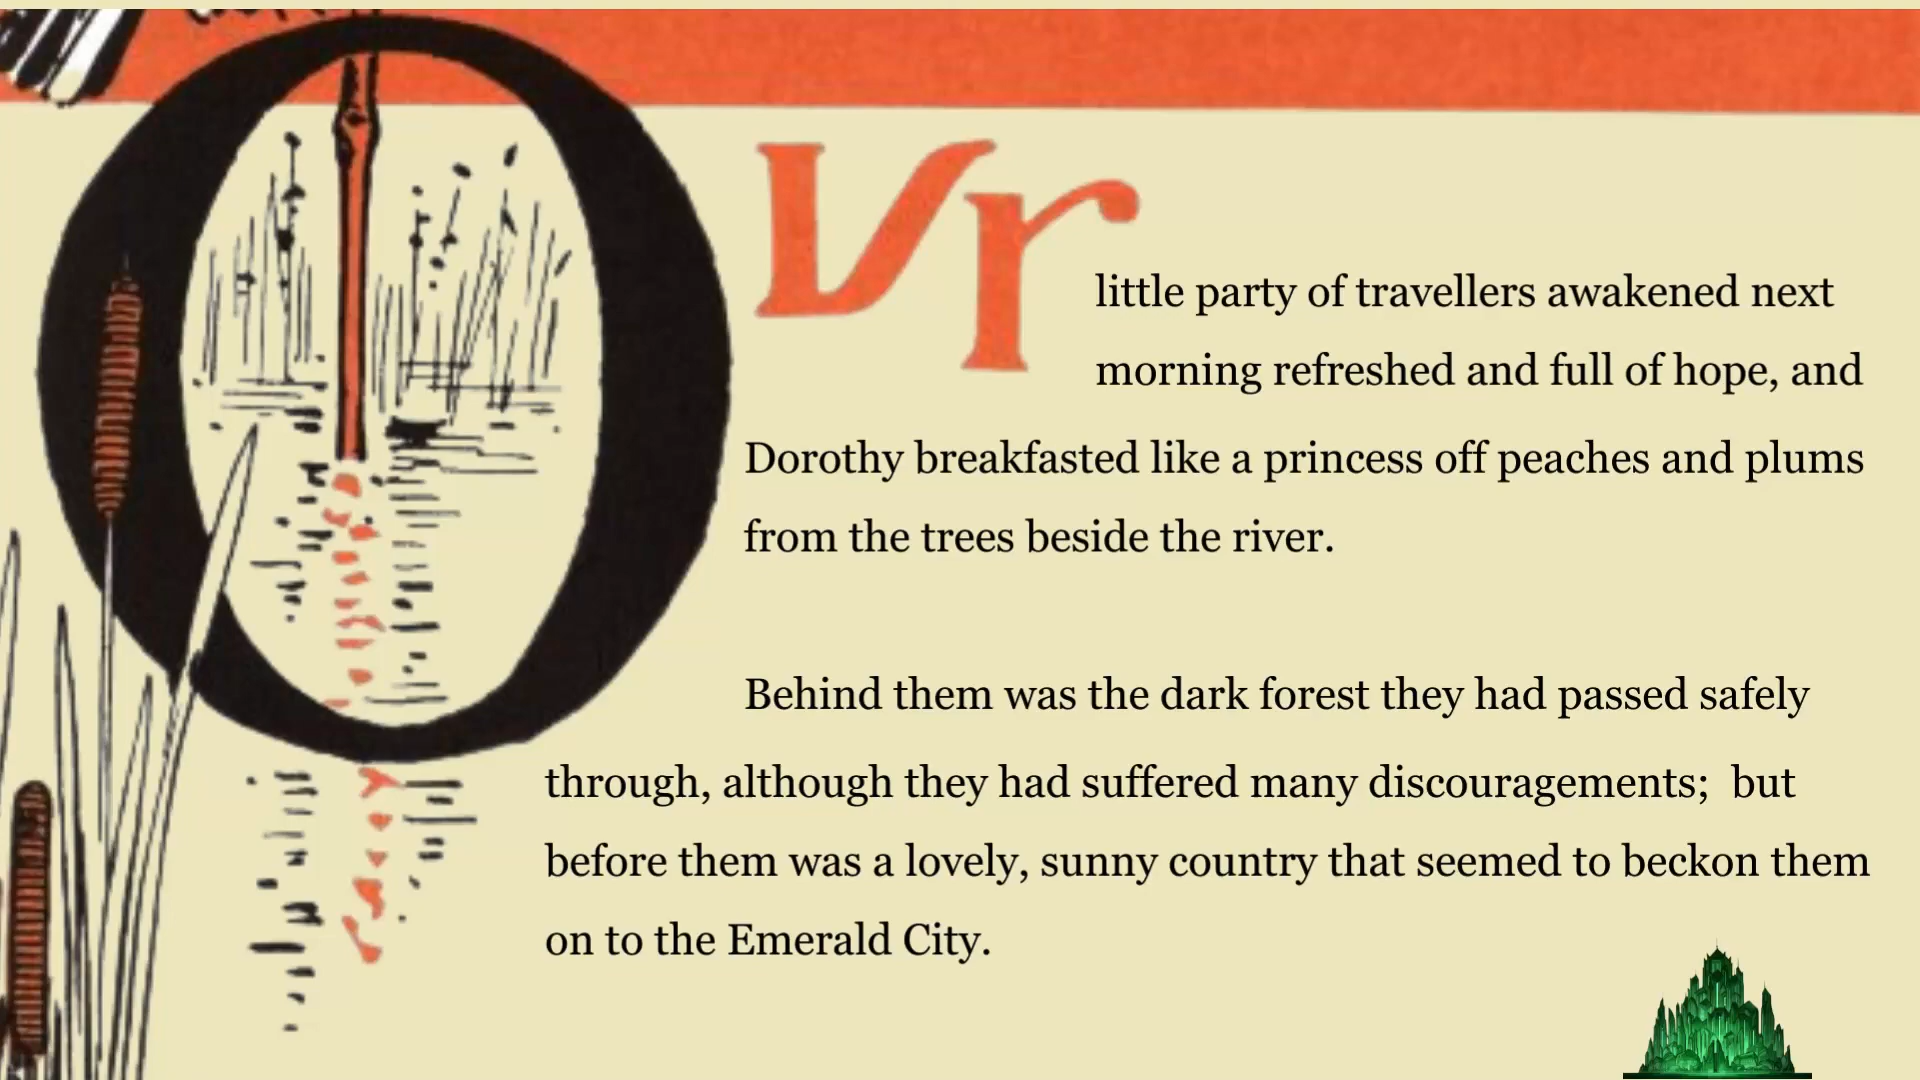 OVr
little party of travellers awakened next
morning refreshed and full of hope, and
Dorothy breakfasted like a princess off peaches and plums
from the trees beside the river.
Behind them was the dark forest they had passed safely
through, although they had suffered many discouragements;  but
before them was a lovely, sunny country that seemed to beckon them
on to the Emerald City.